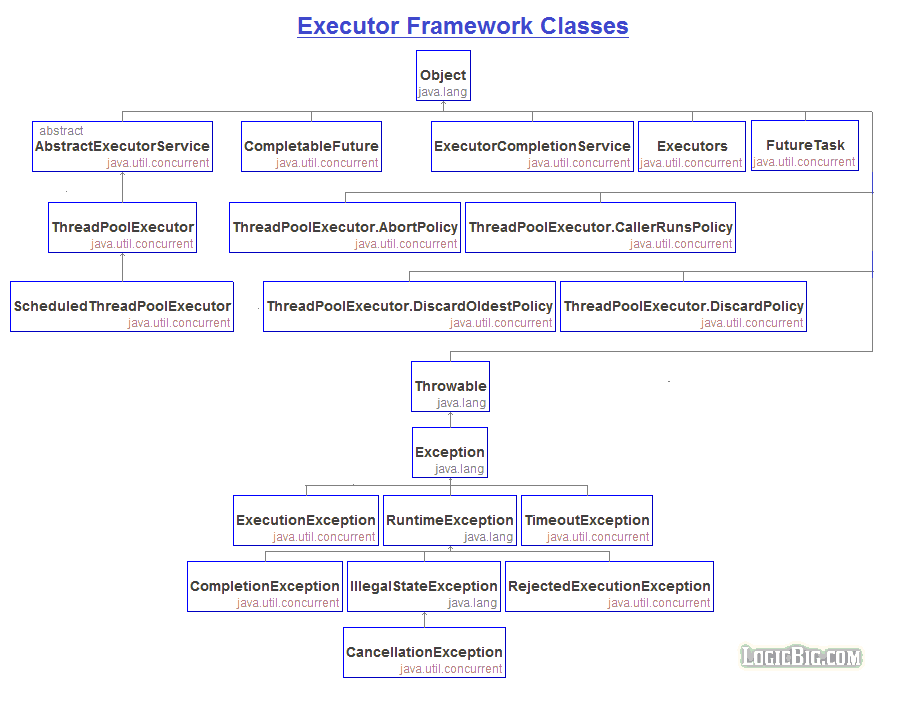 Executor Framework Classes
Object
java.lang
abstract
AbstractExecutorService
java.util.concurrent
CompletableFuture
java.util.concurrent
ExecutorCompletionService
java.util.concurrent
Executors
java.util.concurrent
FutureTask
java.util.concurrent
ThreadPoolExecutor
java.util.concurrent
ThreadPoolExecutor.AbortPolicy
java.util.concurrent
ThreadPoolExecutor.CallerRunsPolicy
java.util.concurrent
ScheduledThreadPoolExecutor
java.util.concurrent
ThreadPoolExecutor.DiscardOldestPolicy
java.util.concurrent
ThreadPoolExecutor.DiscardPolicy
java.util.concurrent
Throwable
java.lang
Exception
java.lang
ExecutionException
java.util.concurrent
RuntimeException
java.lang
TimeoutException
java.util.concurrent
CompletionException
java.util.concurrent
IllegalStateException
java.lang
RejectedExecutionException
java.util.concurrent
CancellationException
java.util.concurrent
LOGICBIG.COM